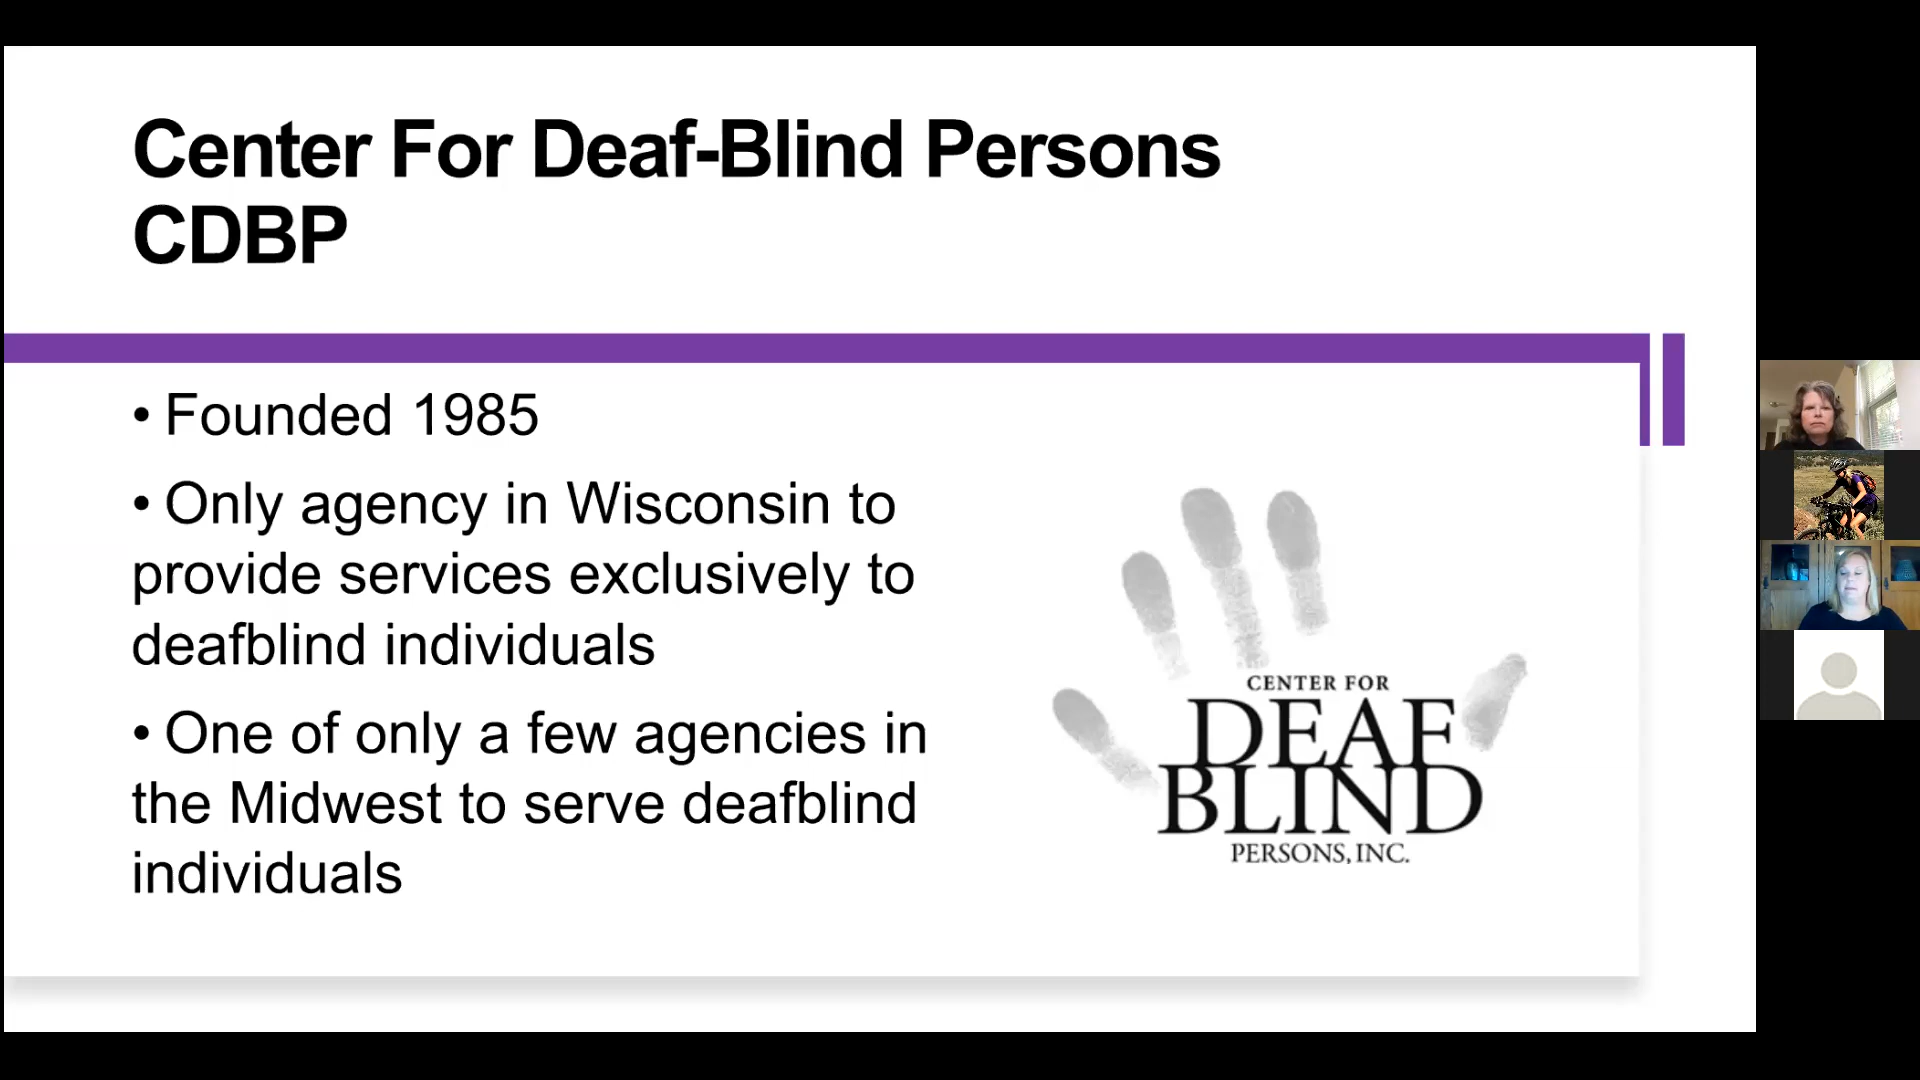 Center For Deaf-Blind Persons
CDBP
• Founded 1985
• Only agency in Wisconsin to
provide services exclusively to
deafblind individuals
• One of only a few agencies in
the Midwest to serve deafblind
individuals
CENTER FOR
DEAF
BLIND
PERSONS, INC.